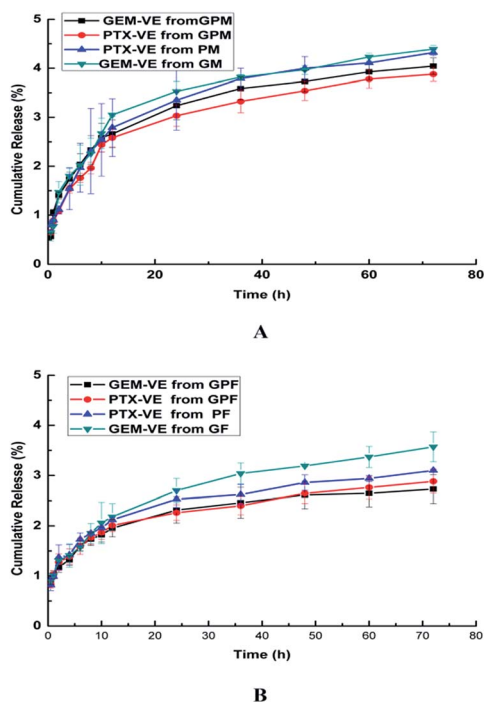 GEM-VE fromGPM
PTX-VE from GPM
PTX-VE from PM
GEM-VE from GM
Cumulative Release (%)
5
4
3
2
1
0
0 20 40 60 80
Time (h)
A
GEM-VE from GPF
PTX-VE from GPF
PTX-VE from PF
GEM-VE from GF
Cumulative Relesse (%)
5
4
3
2
1
0
0 10 20 30 40 50 60 70 80
Time (h)
B